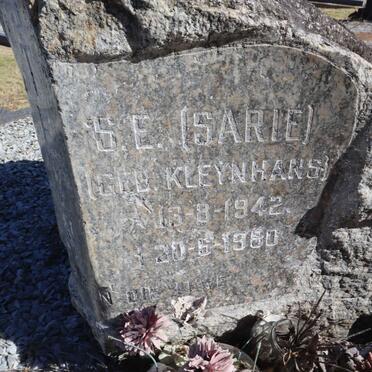 S.E. (SARIE)
(GEB KLEYNHANS)
* 13-8-1942
† 20-6-1980